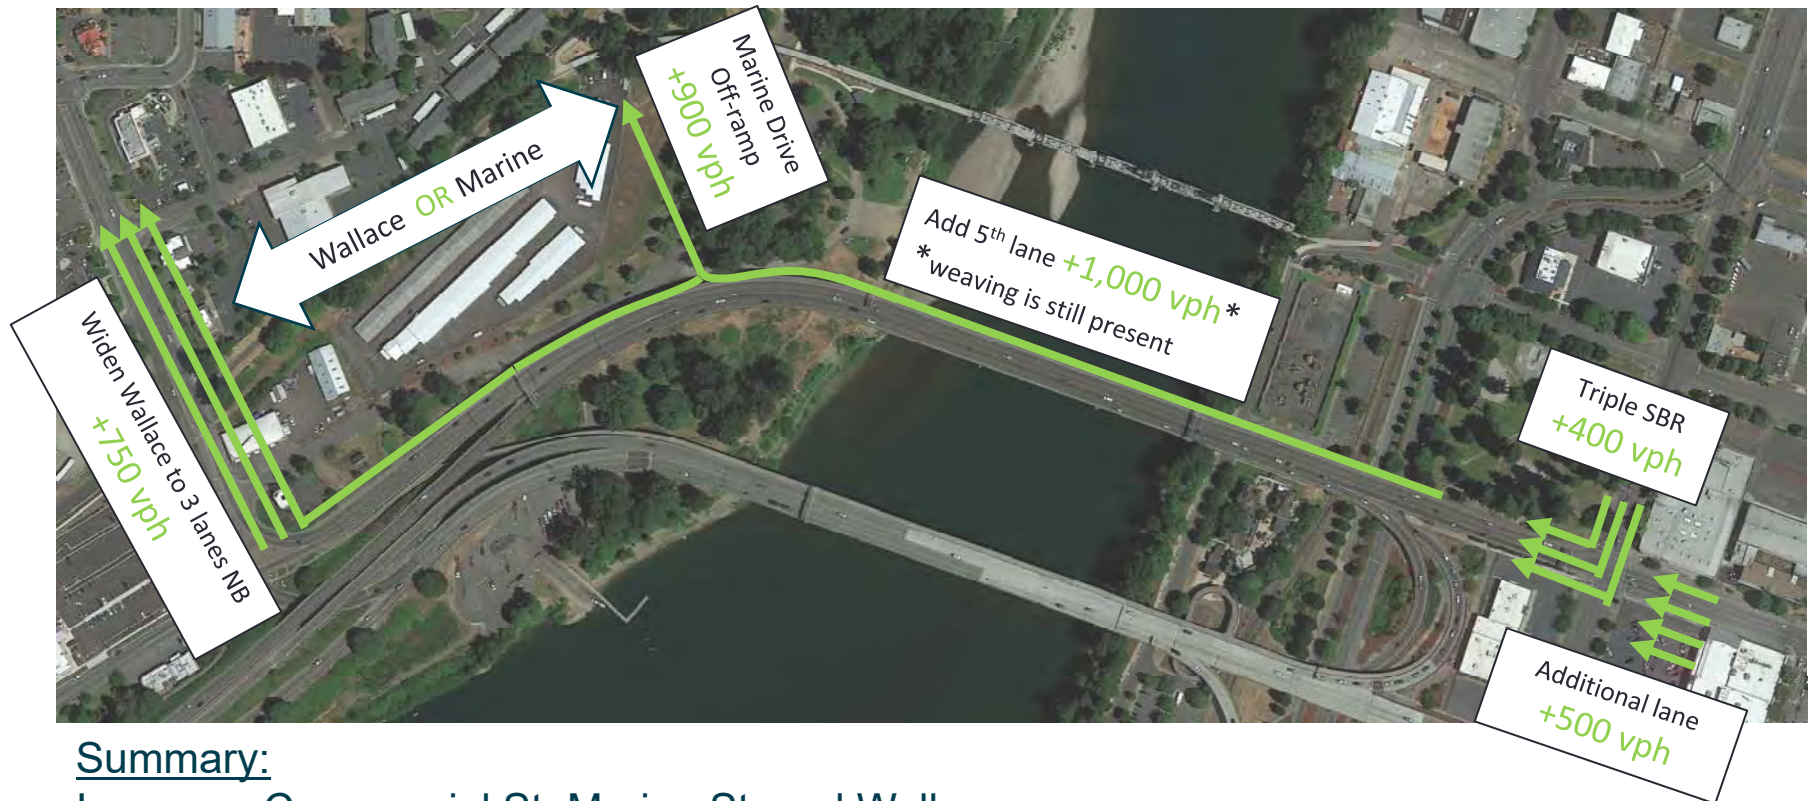 Marine Drive
Off-ramp
+900 vph
Wallace OR Marine
Add 5th lane +1,000 vph*
*weaving is still present
Widen Wallace to 3 lanes NB
+750 vph
Triple SBR
+400 vph
Additional lane
+500 vph
Summary: